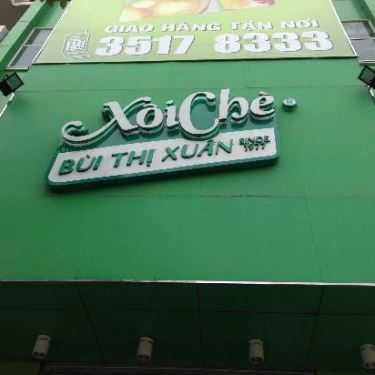 GIAO HÀNG TẬN NƠI
3517 8333
XôiChè
BÙI THỊ XUÂN
SINCE
1977